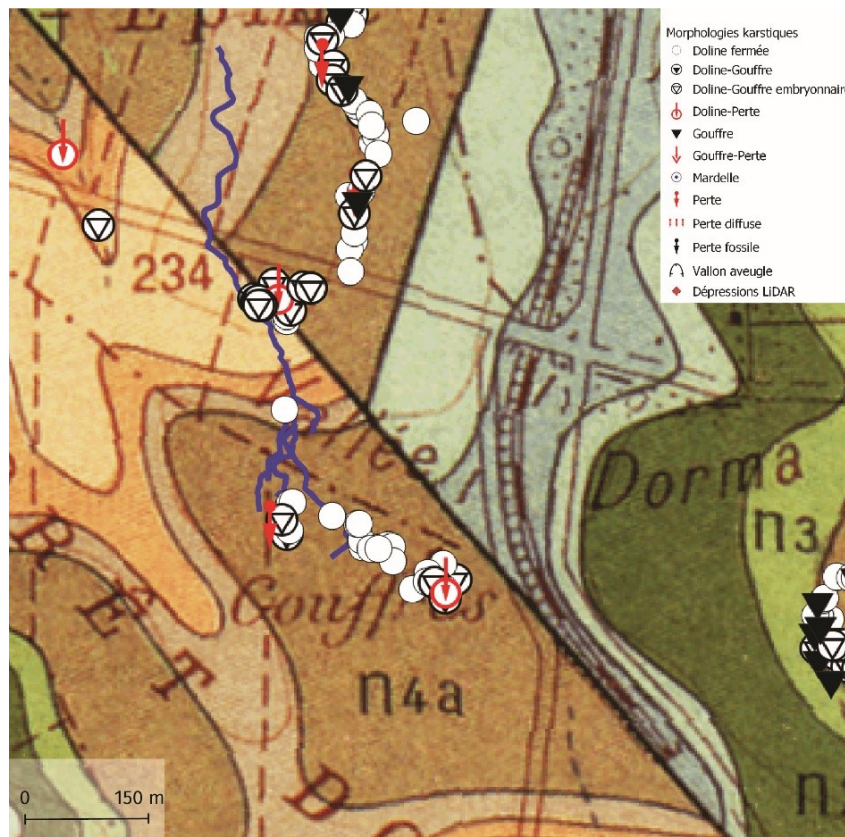 Morphologies karstiques
Doline fermée
Doline-Gouffre
Doline-Gouffre embryonnaire
Doline-Perte
Gouffre
Gouffre-Perte
Mardelle
Perte
Perte diffuse
Perte fossile
Vallon aveugle
Dépressions LiDAR
234
Dorma
n3
Gouffres
n4a
R Ê T
D
0 150 m